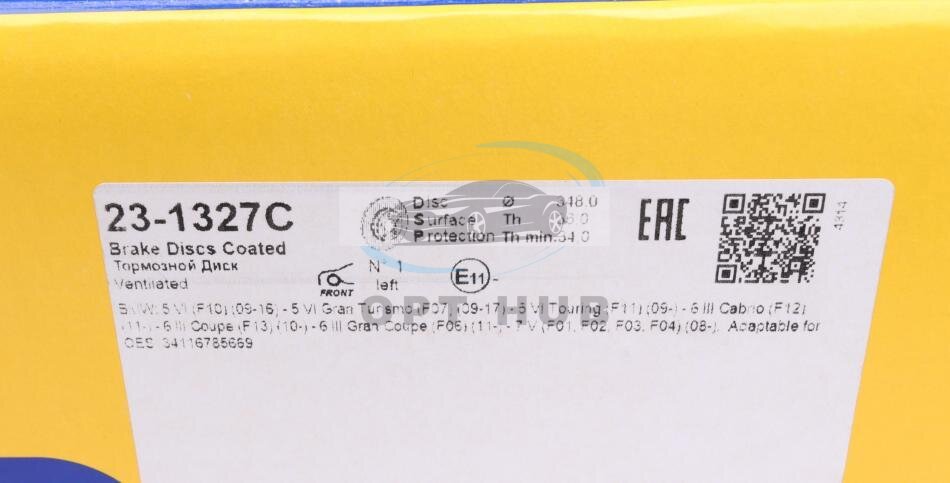 23-1327C
Brake Discs Coated
Тормозной Диск
Ventilated
Disc Ø 348.0
Surface Th
Protection Th min.34.0
FRONT
N° 1
left
E11 -
EAC
4314
BMW: 5 VI (F10) (09-16) - 5 VI Gran Turismo (F07) (09-17) - 5 VI Touring (F11) (09-) - 6 III Cabrio (F12)
(11-) - 6 III Coupe (F13) (10-) - 6 III Gran Coupe (F06) (11-) - 7 V (F01, F02, F03, F04) (08-). Adaptable for
OES: 34116785669
OPT HUB